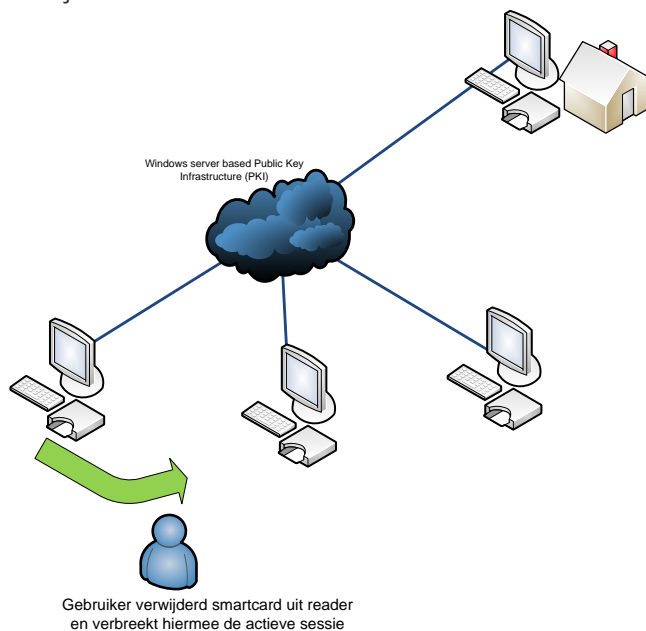 Windows server based Public Key
Infrastructure (PKI)
Gebruiker verwijderd smartcard uit reader
en verbreekt hiermee de actieve sessie